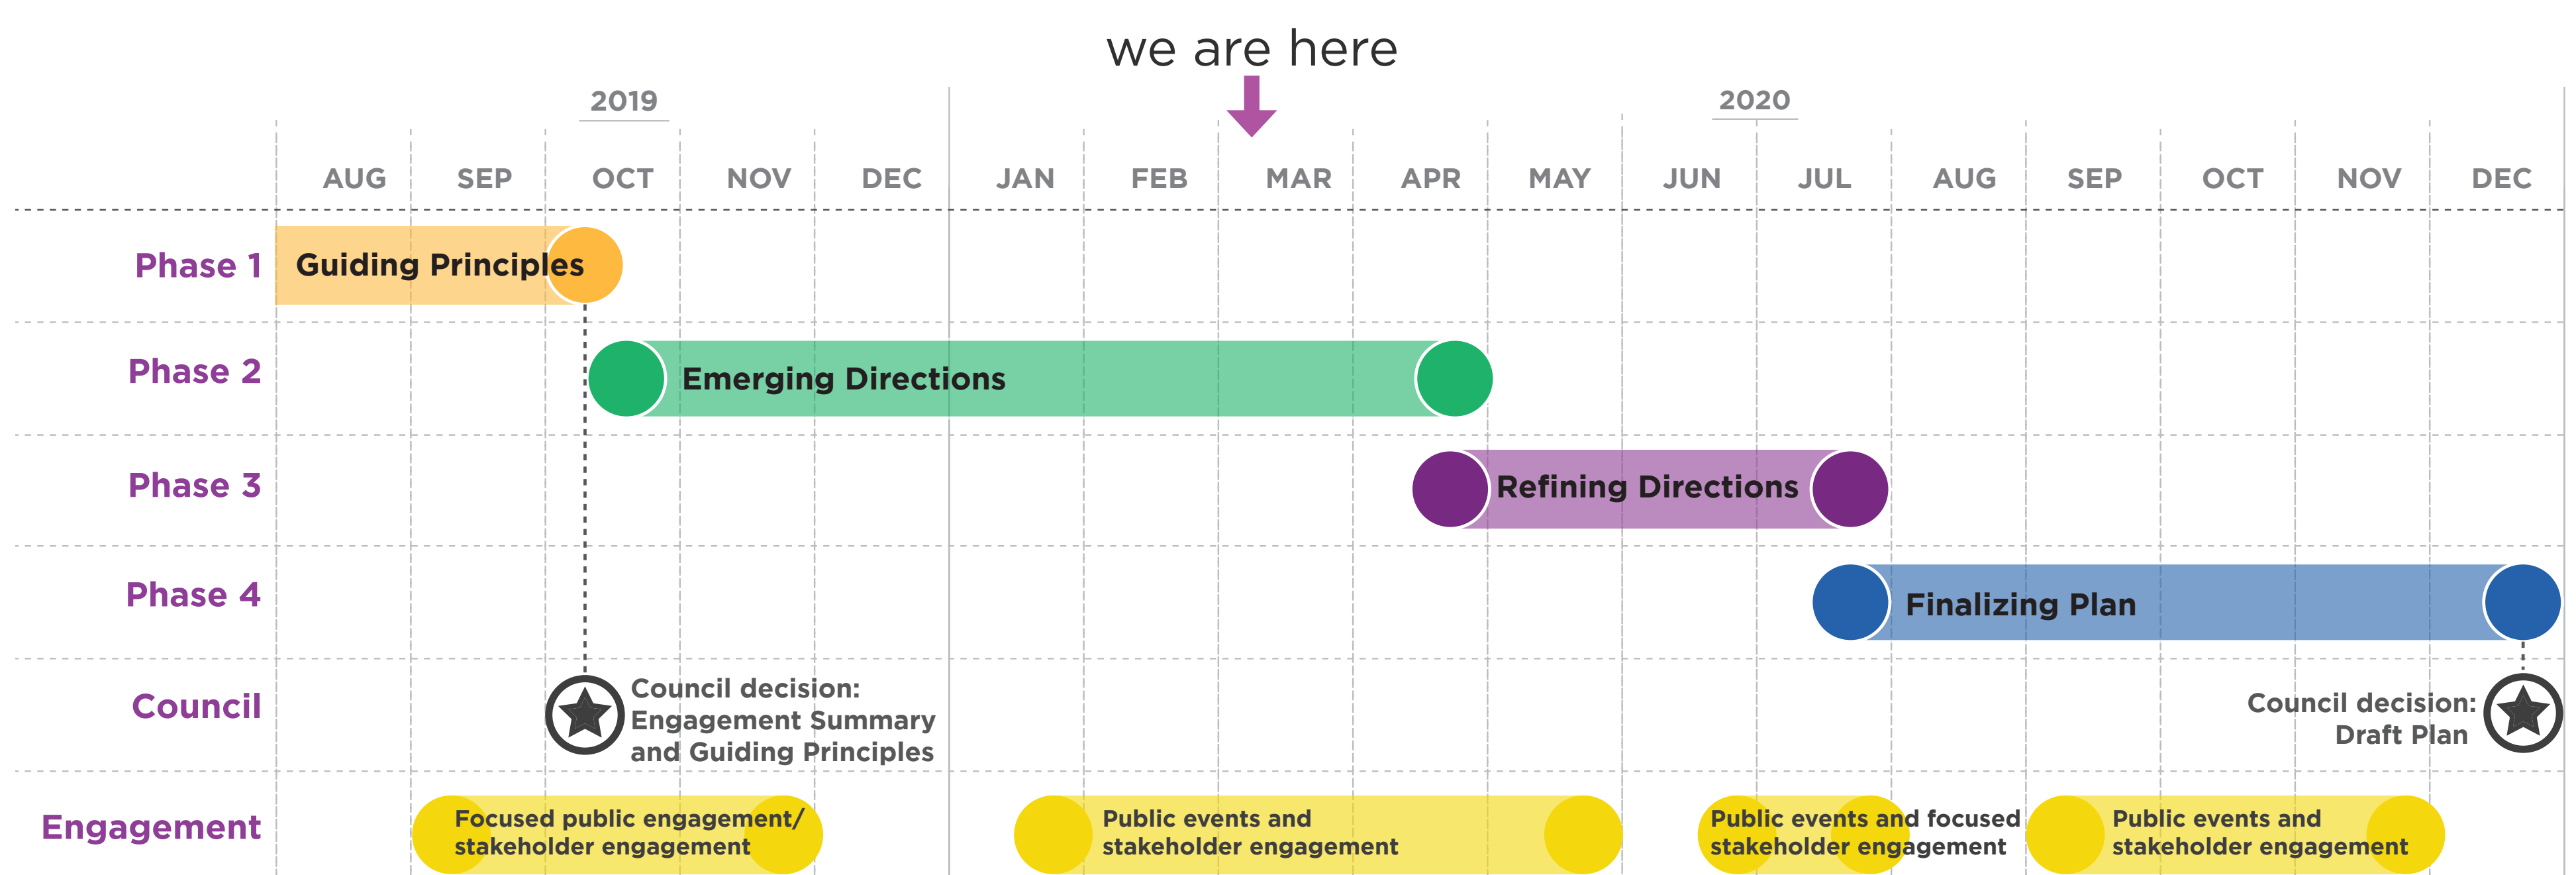 we are here
2019
2020
AUG SEP OCT NOV DEC JAN FEB MAR APR MAY JUN JUL AUG SEP OCT NOV DEC
Phase 1
Guiding Principles
Phase 2
Emerging Directions
Phase 3
Refining Directions
Phase 4
Finalizing Plan
Council
Council decision:
Engagement Summary
and Guiding Principles
Council decision:
Draft Plan
Engagement
Focused public engagement/
stakeholder engagement
Public events and
stakeholder engagement
Public events and focused
stakeholder engagement
Public events and
stakeholder engagement